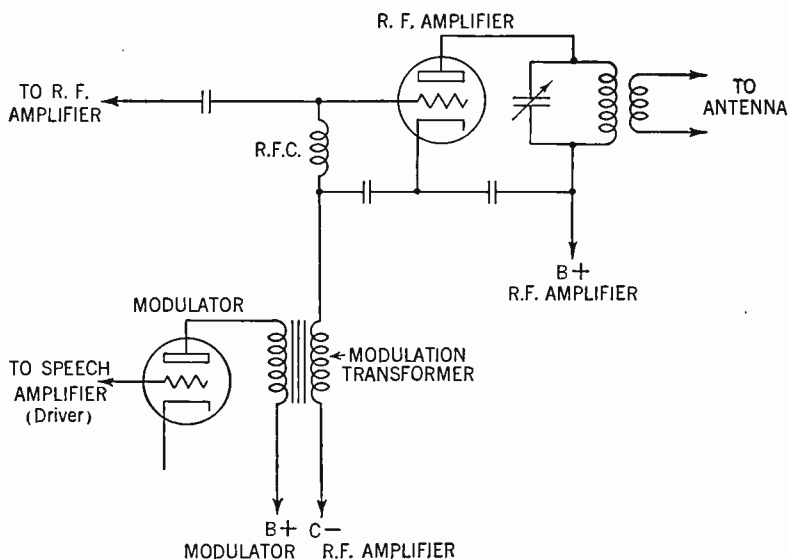 R. F. AMPLIFIER
TO R. F.
AMPLIFIER
TO
ANTENNA
R.F.C.
B+
R.F. AMPLIFIER
MODULATOR
MODULATION
TRANSFORMER
TO SPEECH
AMPLIFIER
(Driver)
B+ C−
MODULATOR R.F. AMPLIFIER